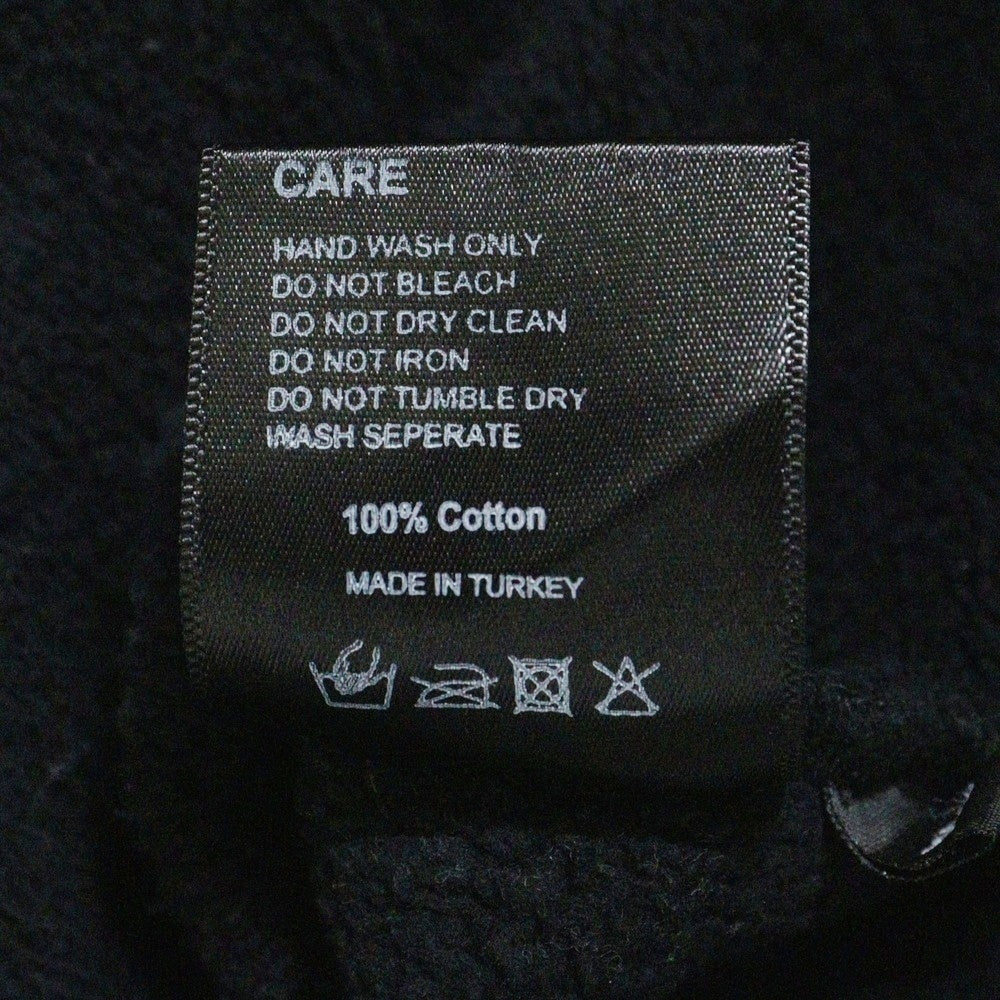 CARE
HAND WASH ONLY
DO NOT BLEACH
DO NOT DRY CLEAN
DO NOT IRON
DO NOT TUMBLE DRY
WASH SEPERATE
100% Cotton
MADE IN TURKEY